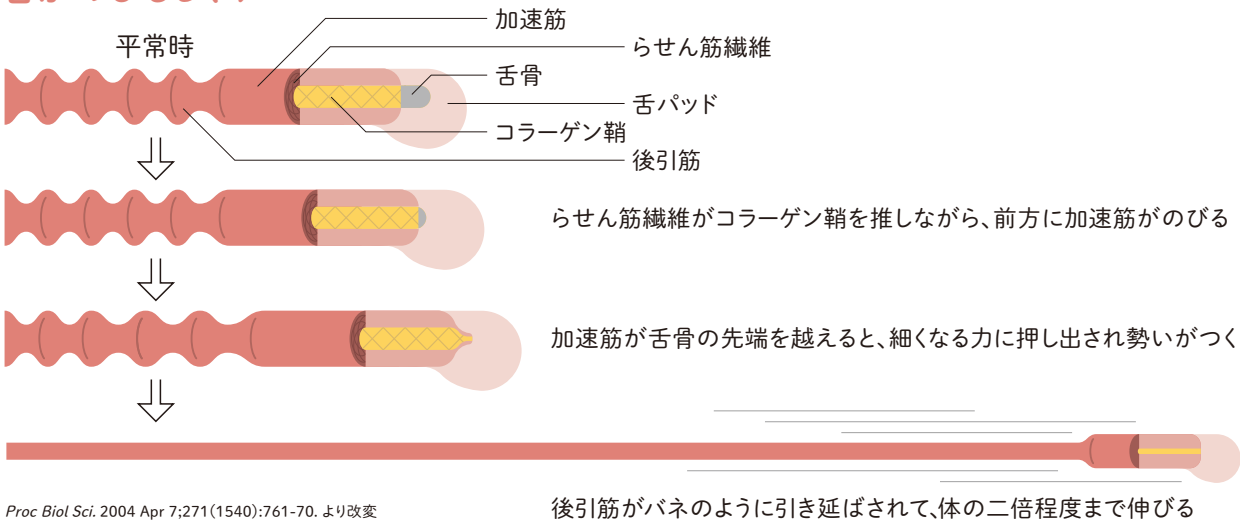 平常時
加速筋
らせん筋繊維
舌骨
舌パッド
コラーゲン鞘
後引筋
らせん筋繊維がコラーゲン鞘を推しながら、前方に加速筋がのびる
加速筋が舌骨の先端を越えると、細くなる力に押し出され勢いがつく
後引筋がバネのように引き延ばされて、体の二倍程度まで伸びる
Proc Biol Sci. 2004 Apr 7;271(1540):761-70. より改変